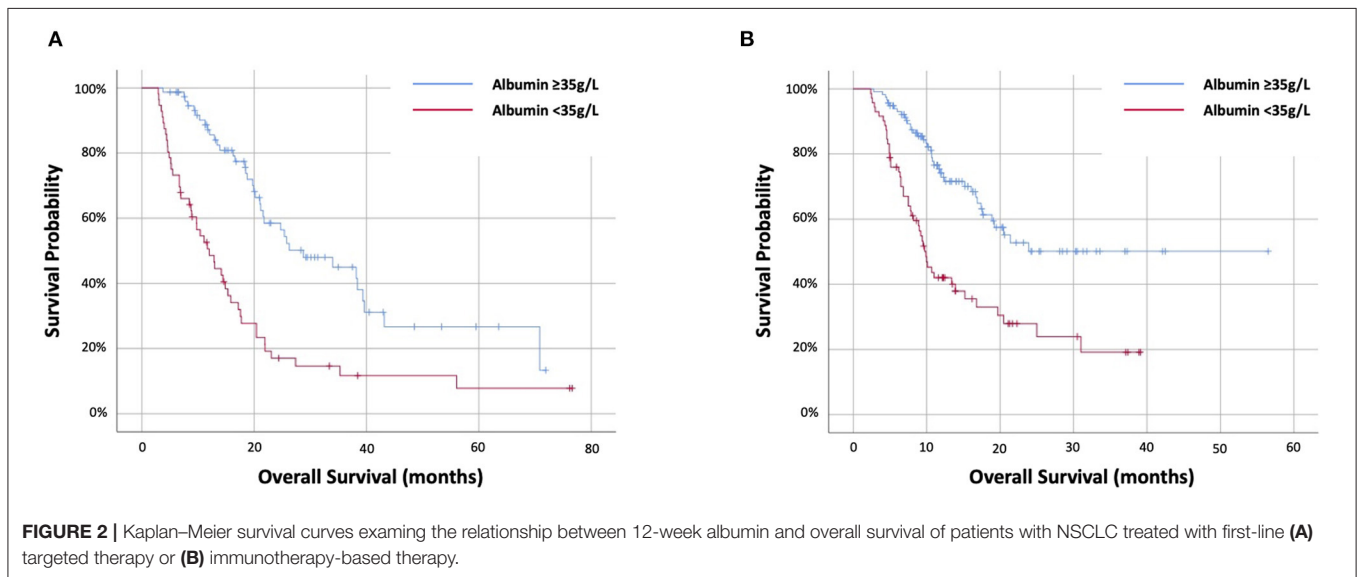 A
Albumin ≥35g/L
Albumin <35g/L
100%
80%
60%
40%
20%
0%
Survival Probability
0 20 40 60 80
Overall Survival (months)
B
Albumin ≥35g/L
Albumin <35g/L
100%
80%
60%
40%
20%
0%
Survival Probability
0 10 20 30 40 50 60
Overall Survival (months)
FIGURE 2 | Kaplan–Meier survival curves examing the relationship between 12-week albumin and overall survival of patients with NSCLC treated with first-line (A)
targeted therapy or (B) immunotherapy-based therapy.